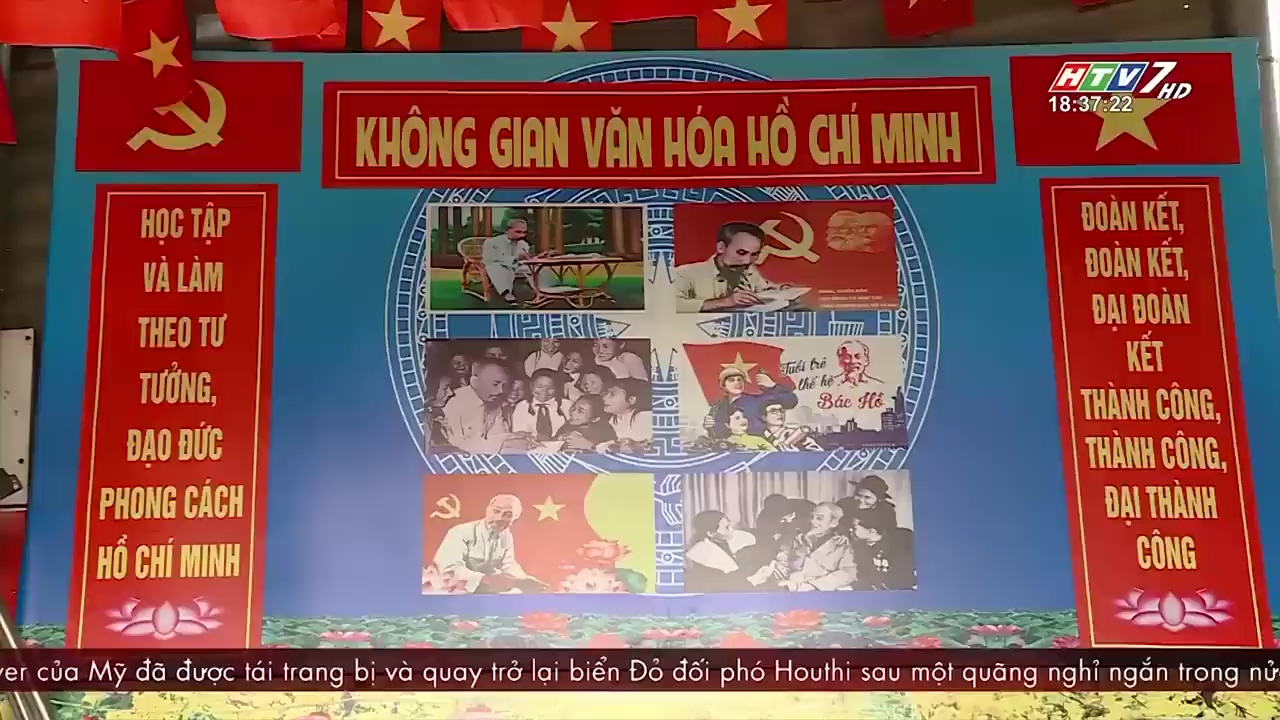 HTV7 HD
18:37:22
KHÔNG GIAN VĂN HÓA HỒ CHÍ MINH
HỌC TẬP
VÀ LÀM
THEO TƯ
TƯỞNG,
ĐẠO ĐỨC
PHONG CÁCH
HỒ CHÍ MINH
Tuổi trẻ
thế hệ
Bác Hồ
ĐOÀN KẾT,
ĐOÀN KẾT,
ĐẠI ĐOÀN
KẾT
THÀNH CÔNG,
THÀNH CÔNG,
ĐẠI THÀNH
CÔNG
của Mỹ đã được tái trang bị và quay trở lại biển Đỏ đối phó Houthi sau một quãng nghỉ ngắn trong